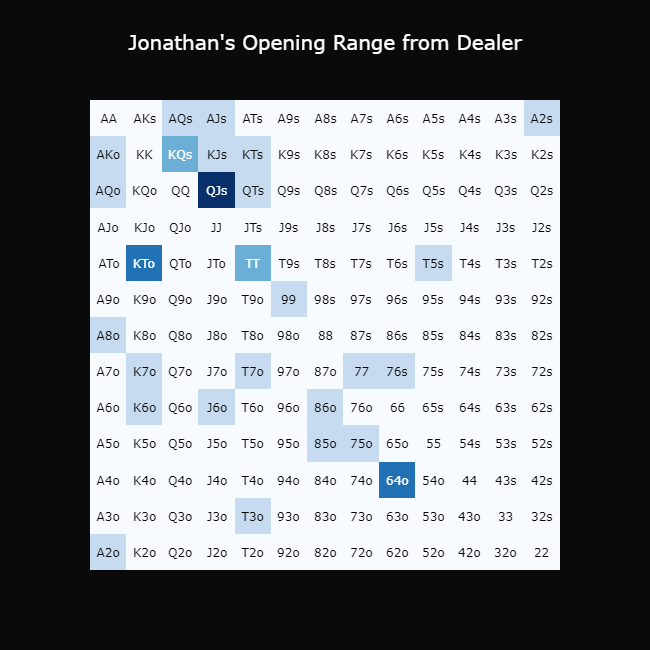 Jonathan's Opening Range from Dealer
AA AKs AQs AJs ATs A9s A8s A7s A6s A5s A4s A3s A2s
AKo KK KQs KJs KTs K9s K8s K7s K6s K5s K4s K3s K2s
AQo KQo QQ QJs QTs Q9s Q8s Q7s Q6s Q5s Q4s Q3s Q2s
AJo KJo QJo JJ JTs J9s J8s J7s J6s J5s J4s J3s J2s
ATo KTo QTo JTo TT T9s T8s T7s T6s T5s T4s T3s T2s
A9o K9o Q9o J9o T9o 99 98s 97s 96s 95s 94s 93s 92s
A8o K8o Q8o J8o T8o 98o 88 87s 86s 85s 84s 83s 82s
A7o K7o Q7o J7o T7o 97o 87o 77 76s 75s 74s 73s 72s
A6o K6o Q6o J6o T6o 96o 86o 76o 66 65s 64s 63s 62s
A5o K5o Q5o J5o T5o 95o 85o 75o 65o 55 54s 53s 52s
A4o K4o Q4o J4o T4o 94o 84o 74o 64o 54o 44 43s 42s
A3o K3o Q3o J3o T3o 93o 83o 73o 63o 53o 43o 33 32s
A2o K2o Q2o J2o T2o 92o 82o 72o 62o 52o 42o 32o 22